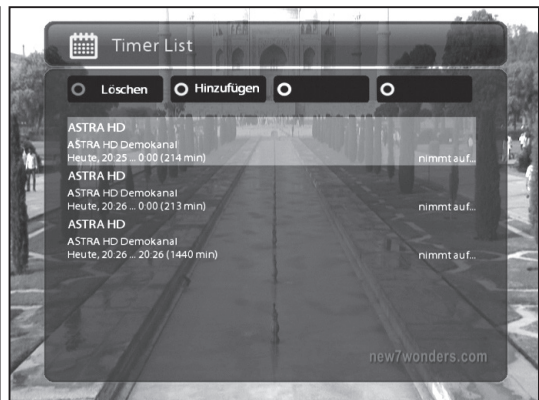 Timer List
Löschen Hinzufügen
ASTRA HD
ASTRA HD Demokanal
Heute, 20:25 ... 0:00 (214 min) nimmt auf...
ASTRA HD
ASTRA HD Demokanal
Heute, 20:26 ... 0:00 (213 min) nimmt auf...
ASTRA HD
ASTRA HD Demokanal
Heute, 20:26 ... 20:26 (1440 min) nimmt auf...
new7wonders.com